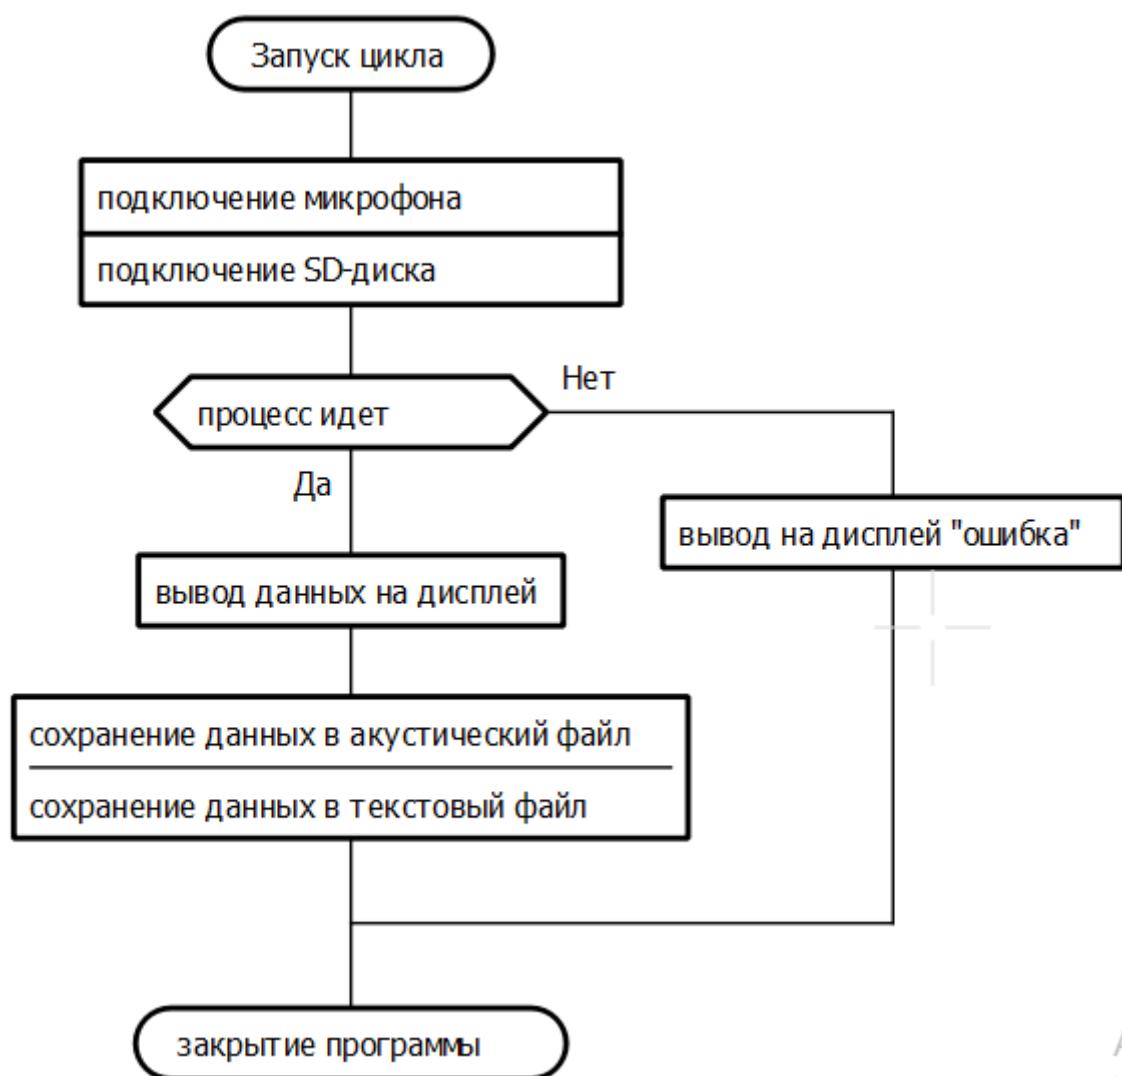 Запуск цикла
подключение микрофона
подключение SD-диска
процесс идет
Нет
Да
вывод на дисплей "ошибка"
вывод данных на дисплей
сохранение данных в акустический файл
сохранение данных в текстовый файл
закрытие программы